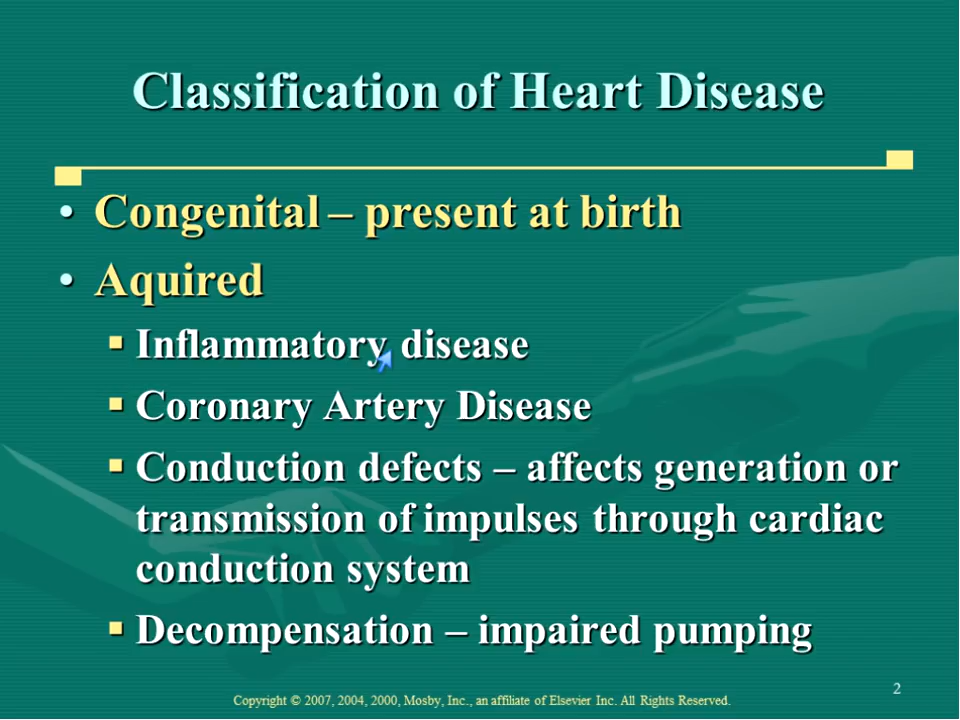 Classification of Heart Disease
• Congenital – present at birth
• Aquired
▪ Inflammatory disease
▪ Coronary Artery Disease
▪ Conduction defects – affects generation or
transmission of impulses through cardiac
conduction system
▪ Decompensation – impaired pumping
2
Copyright © 2007, 2004, 2000, Mosby, Inc., an affiliate of Elsevier Inc. All Rights Reserved.